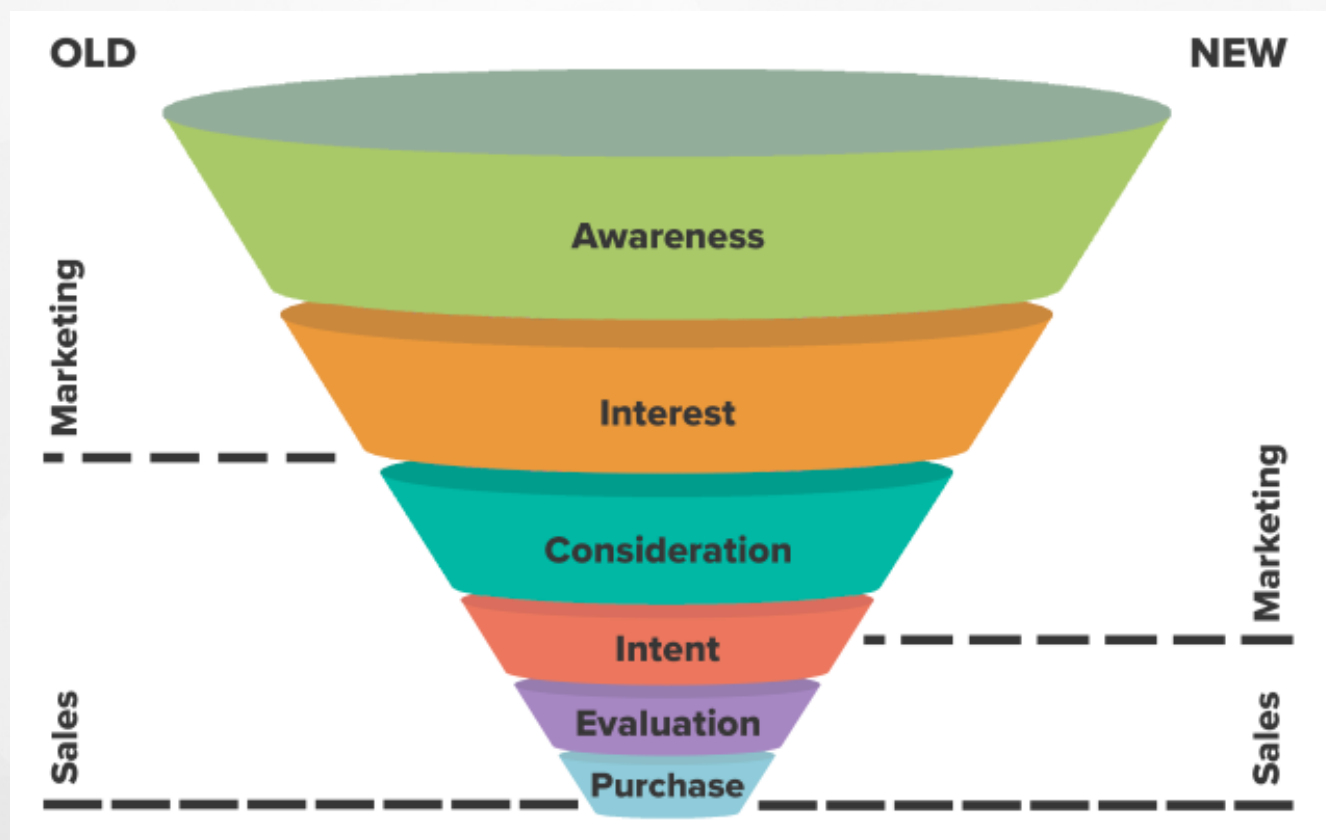 OLD
NEW
Awareness
Marketing
Interest
Consideration
Marketing
Intent
Sales
Evaluation
Sales
Purchase